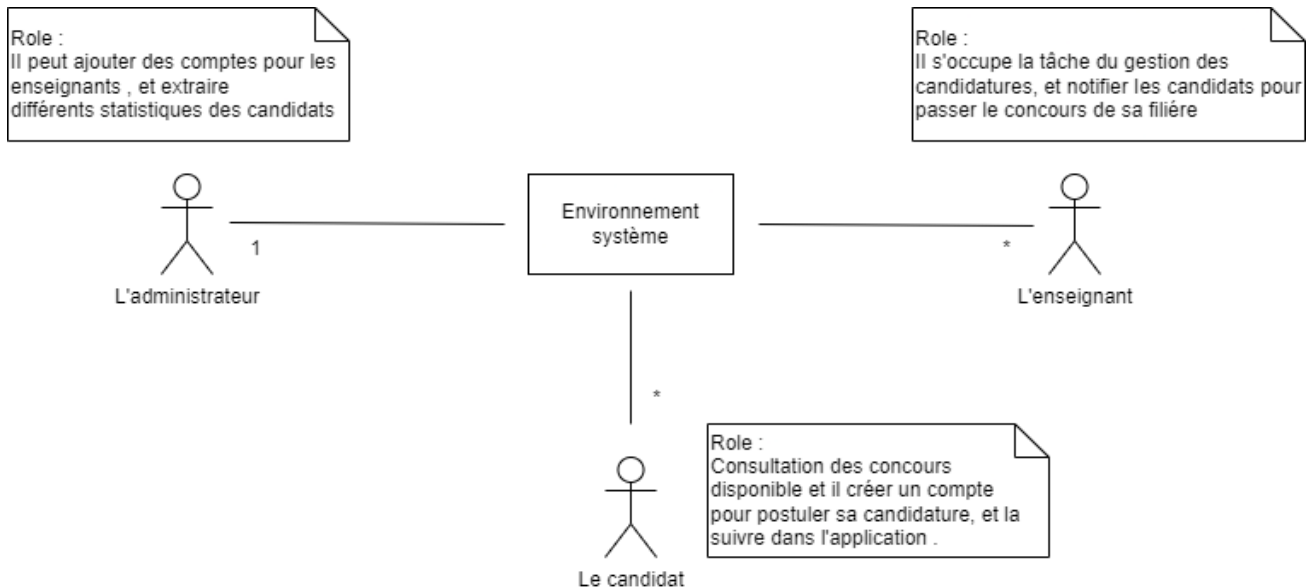 Role :
Il peut ajouter des comptes pour les
enseignants , et extraire
différents statistiques des candidats
Role :
Il s'occupe la tâche du gestion des
candidatures, et notifier les candidats pour
passer le concours de sa filiére
Environnement
système
1
*
L'administrateur
L'enseignant
*
Role :
Consultation des concours
disponible et il créer un compte
pour postuler sa candidature, et la
suivre dans l'application .
Le candidat